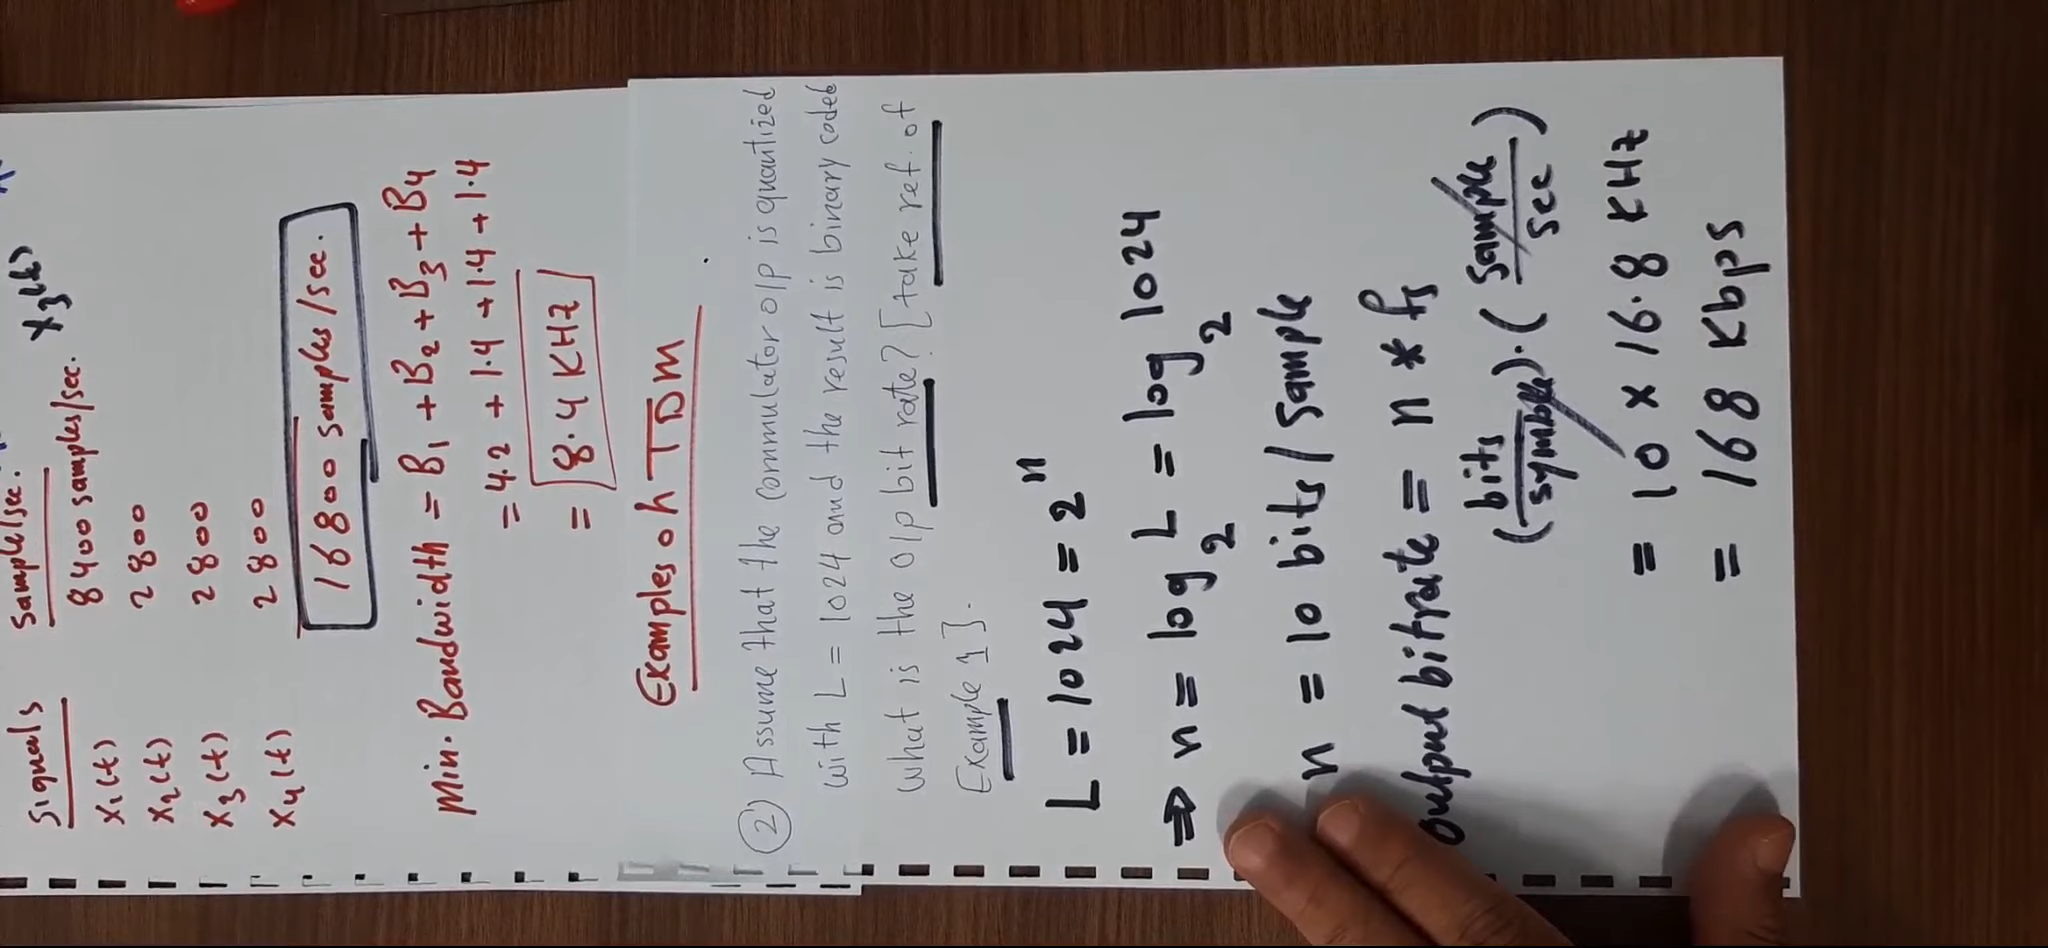 Signals Sample/sec.
x1(t) 8400 samples/sec. x3(t)
x2(t) 2800
x3(t) 2800
x4(t) 2800
16800 samples/sec.
Min. Bandwidth = B1 + B2 + B3 + B4
= 4.2 + 1.4 + 1.4 + 1.4
= 8.4 KHz
Examples oh TDM
2) Assume that the commulator o/p is quantized
with L = 1024 and the result is binary coded
what is the o/p bit rate? [take ref. of
Example 1].
L = 1024 = 2^n
⇒ n = log2 L = log2 1024
n = 10 bits/sample
output bitrate = n * fs
(bits/symbol).(sample/sec)
= 10 × 16.8 KHz
= 168 Kbps